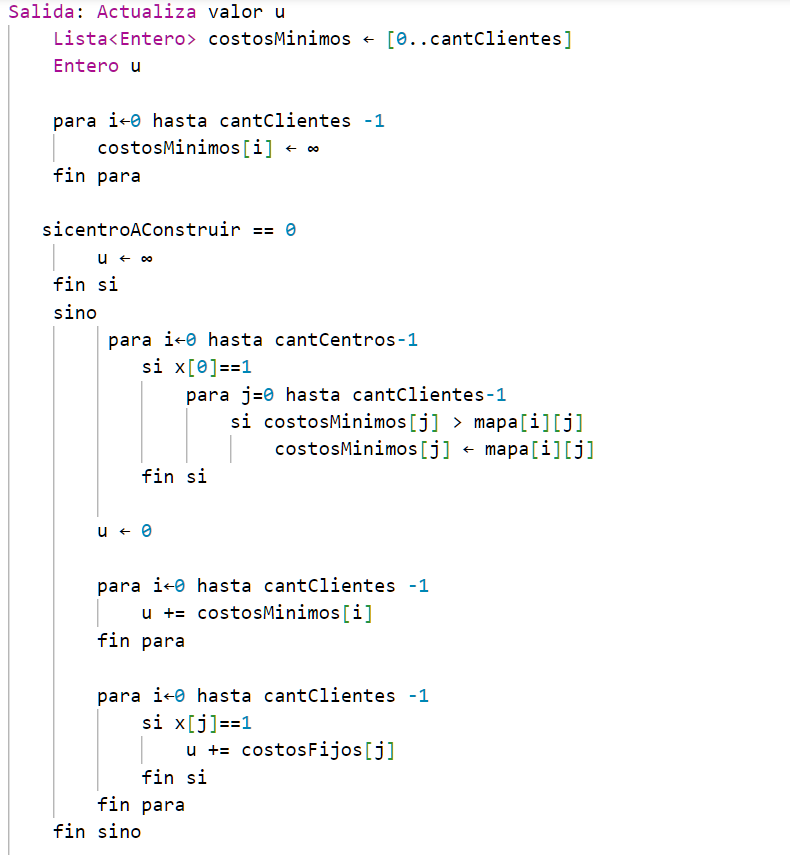 Salida: Actualiza valor u
Lista<Entero> costosMinimos ← [0..cantClientes]
Entero u
para i←0 hasta cantClientes -1
costosMinimos[i] ← ∞
fin para
sicentroAConstruir == 0
u ← ∞
fin si
sino
para i←0 hasta cantCentros-1
si x[0]==1
para j=0 hasta cantClientes-1
si costosMinimos[j] > mapa[i][j]
costosMinimos[j] ← mapa[i][j]
fin si
u ← 0
para i←0 hasta cantClientes -1
u += costosMinimos[i]
fin para
para i←0 hasta cantClientes -1
si x[j]==1
u += costosFijos[j]
fin si
fin para
fin sino